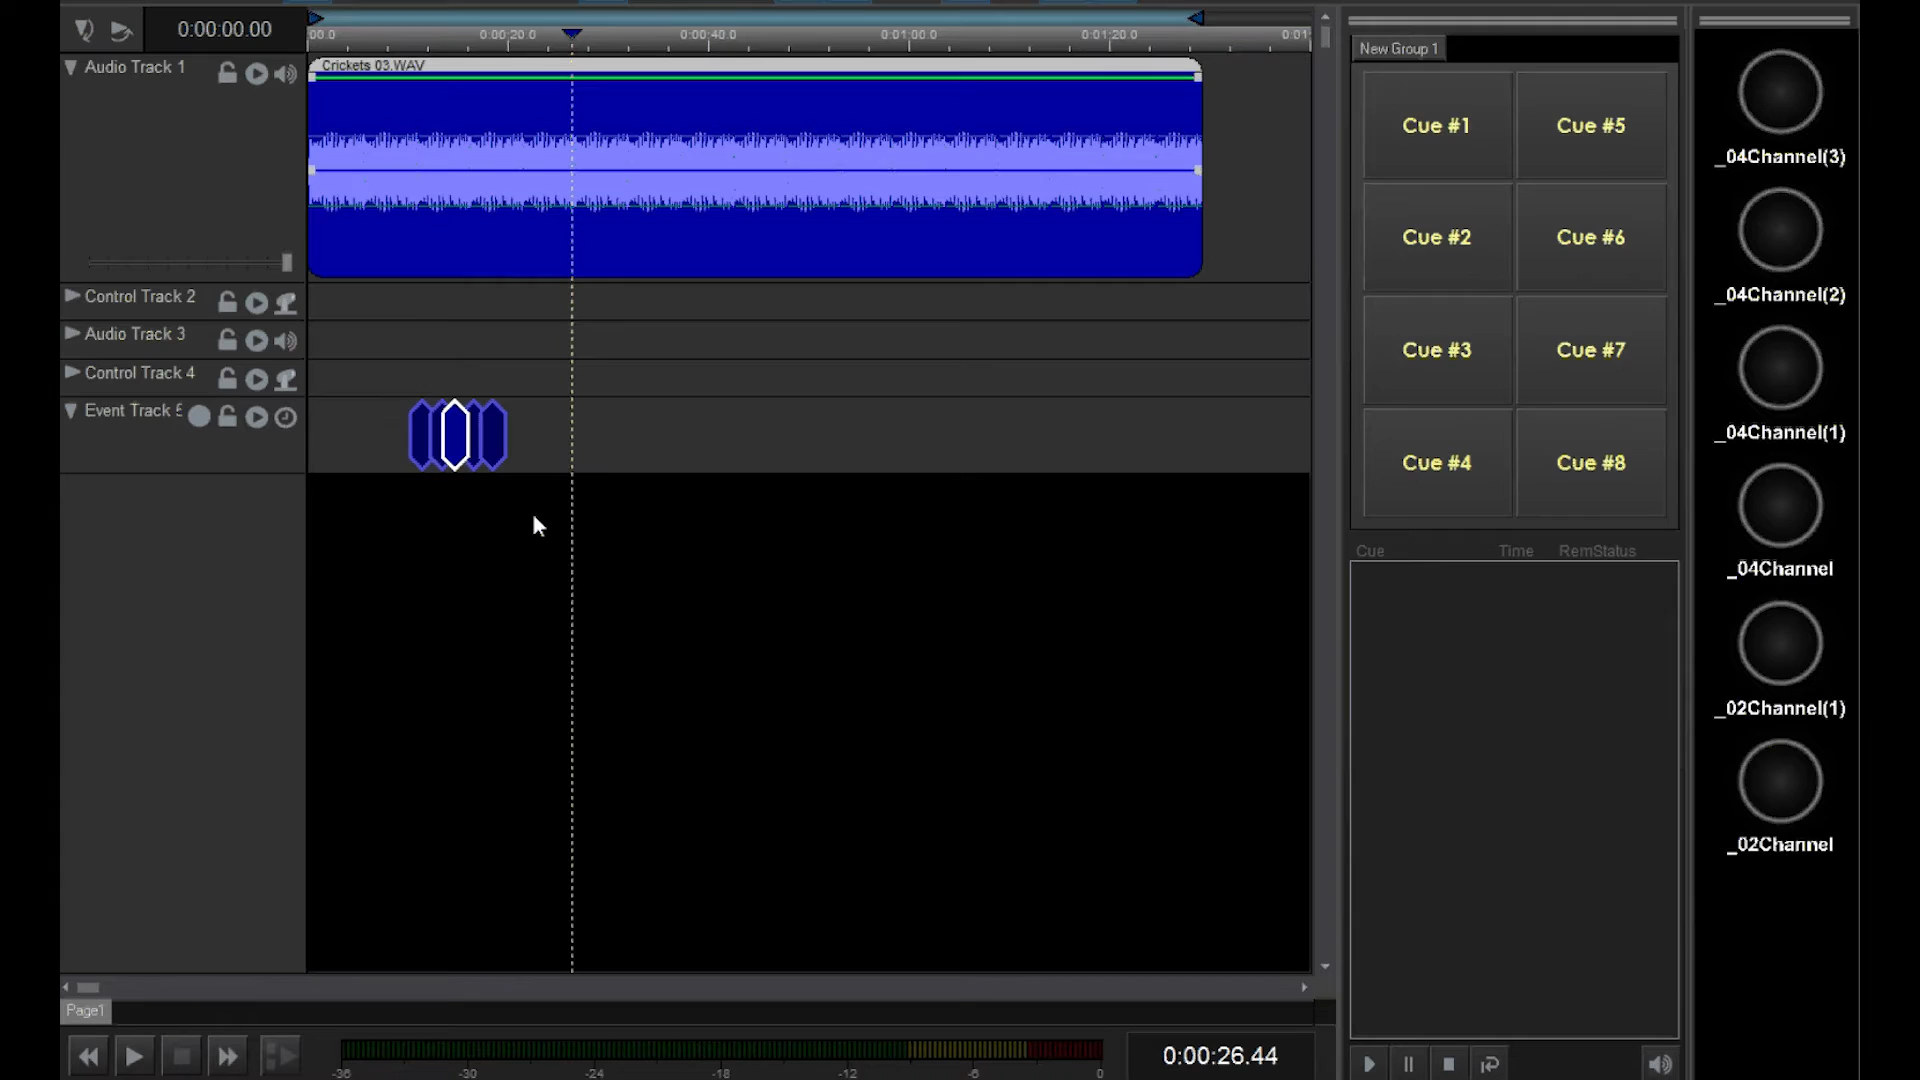 0:00:00.00
00.0 0:00:20.0 0:00:40.0 0:01:00.0 0:01:20.0 0:01:
Audio Track 1
Crickets 03.WAV
Control Track 2
Audio Track 3
Control Track 4
Event Track 5
Page1
-36 -30 -24 -18 -12 -6 0
0:00:26.44
New Group 1
Cue #1 Cue #5
Cue #2 Cue #6
Cue #3 Cue #7
Cue #4 Cue #8
Cue Time RemStatus
_04Channel(3)
_04Channel(2)
_04Channel(1)
_04Channel
_02Channel(1)
_02Channel